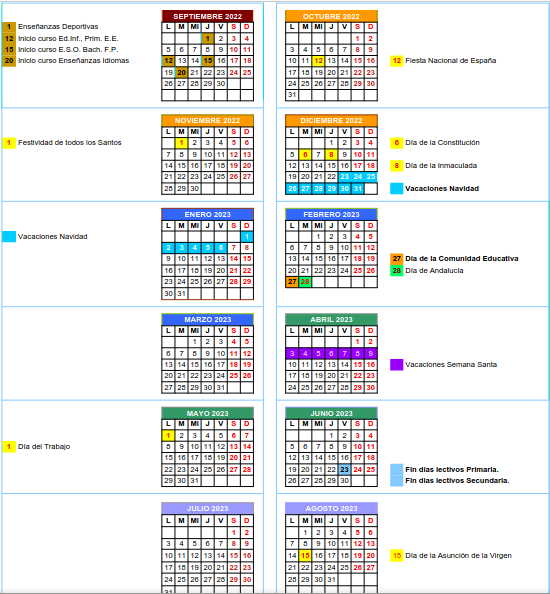 1 Enseñanzas Deportivas
12 Inicio curso Ed.Inf., Prim. E.E.
15 Inicio curso E.S.O. Bach. F.P.
20 Inicio curso Enseñanzas Idiomas
SEPTIEMBRE 2022
L M MI J V S D
1 2 3 4
5 6 7 8 9 10 11
12 13 14 15 16 17 18
19 20 21 22 23 24 25
26 27 28 29 30
OCTUBRE 2022
L M MI J V S D
1 2
3 4 5 6 7 8 9
10 11 12 13 14 15 16
17 18 19 20 21 22 23
24 25 26 27 28 29 30
31
12 Fiesta Nacional de España
1 Festividad de todos los Santos
NOVIEMBRE 2022
L M MI J V S D
1 2 3 4 5 6
7 8 9 10 11 12 13
14 15 16 17 18 19 20
21 22 23 24 25 26 27
28 29 30
DICIEMBRE 2022
L M MI J V S D
1 2 3 4
5 6 7 8 9 10 11
12 13 14 15 16 17 18
19 20 21 22 23 24 25
26 27 28 29 30 31
6 Día de la Constitución
8 Día de la Inmaculada
Vacaciones Navidad
Vacaciones Navidad
ENERO 2023
L M MI J V S D
1
2 3 4 5 6 7 8
9 10 11 12 13 14 15
16 17 18 19 20 21 22
23 24 25 26 27 28 29
30 31
FEBRERO 2023
L M MI J V S D
1 2 3 4 5
6 7 8 9 10 11 12
13 14 15 16 17 18 19
20 21 22 23 24 25 26
27 28
27 Día de la Comunidad Educativa
28 Día de Andalucía
MARZO 2023
L M MI J V S D
1 2 3 4 5
6 7 8 9 10 11 12
13 14 15 16 17 18 19
20 21 22 23 24 25 26
27 28 29 30 31
ABRIL 2023
L M MI J V S D
1 2
3 4 5 6 7 8 9
10 11 12 13 14 15 16
17 18 19 20 21 22 23
24 25 26 27 28 29 30
Vacaciones Semana Santa
1 Día del Trabajo
MAYO 2023
L M MI J V S D
1 2 3 4 5 6 7
8 9 10 11 12 13 14
15 16 17 18 19 20 21
22 23 24 25 26 27 28
29 30 31
JUNIO 2023
L M MI J V S D
1 2 3 4
5 6 7 8 9 10 11
12 13 14 15 16 17 18
19 20 21 22 23 24 25
26 27 28 29 30
Fin días lectivos Primaria.
Fin días lectivos Secundaria.
JULIO 2023
L M MI J V S D
1 2
3 4 5 6 7 8 9
10 11 12 13 14 15 16
17 18 19 20 21 22 23
24 25 26 27 28 29 30
31
AGOSTO 2023
L M MI J V S D
1 2 3 4 5 6
7 8 9 10 11 12 13
14 15 16 17 18 19 20
21 22 23 24 25 26 27
28 29 30 31
15 Día de la Asunción de la Virgen